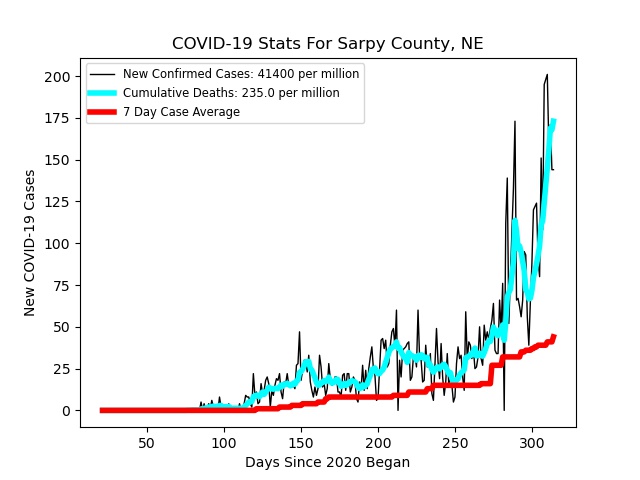 COVID-19 Stats For Sarpy County, NE
New Confirmed Cases: 41400 per million
Cumulative Deaths: 235.0 per million
7 Day Case Average
New COVID-19 Cases
200
175
150
125
100
75
50
25
0
50 100 150 200 250 300
Days Since 2020 Began